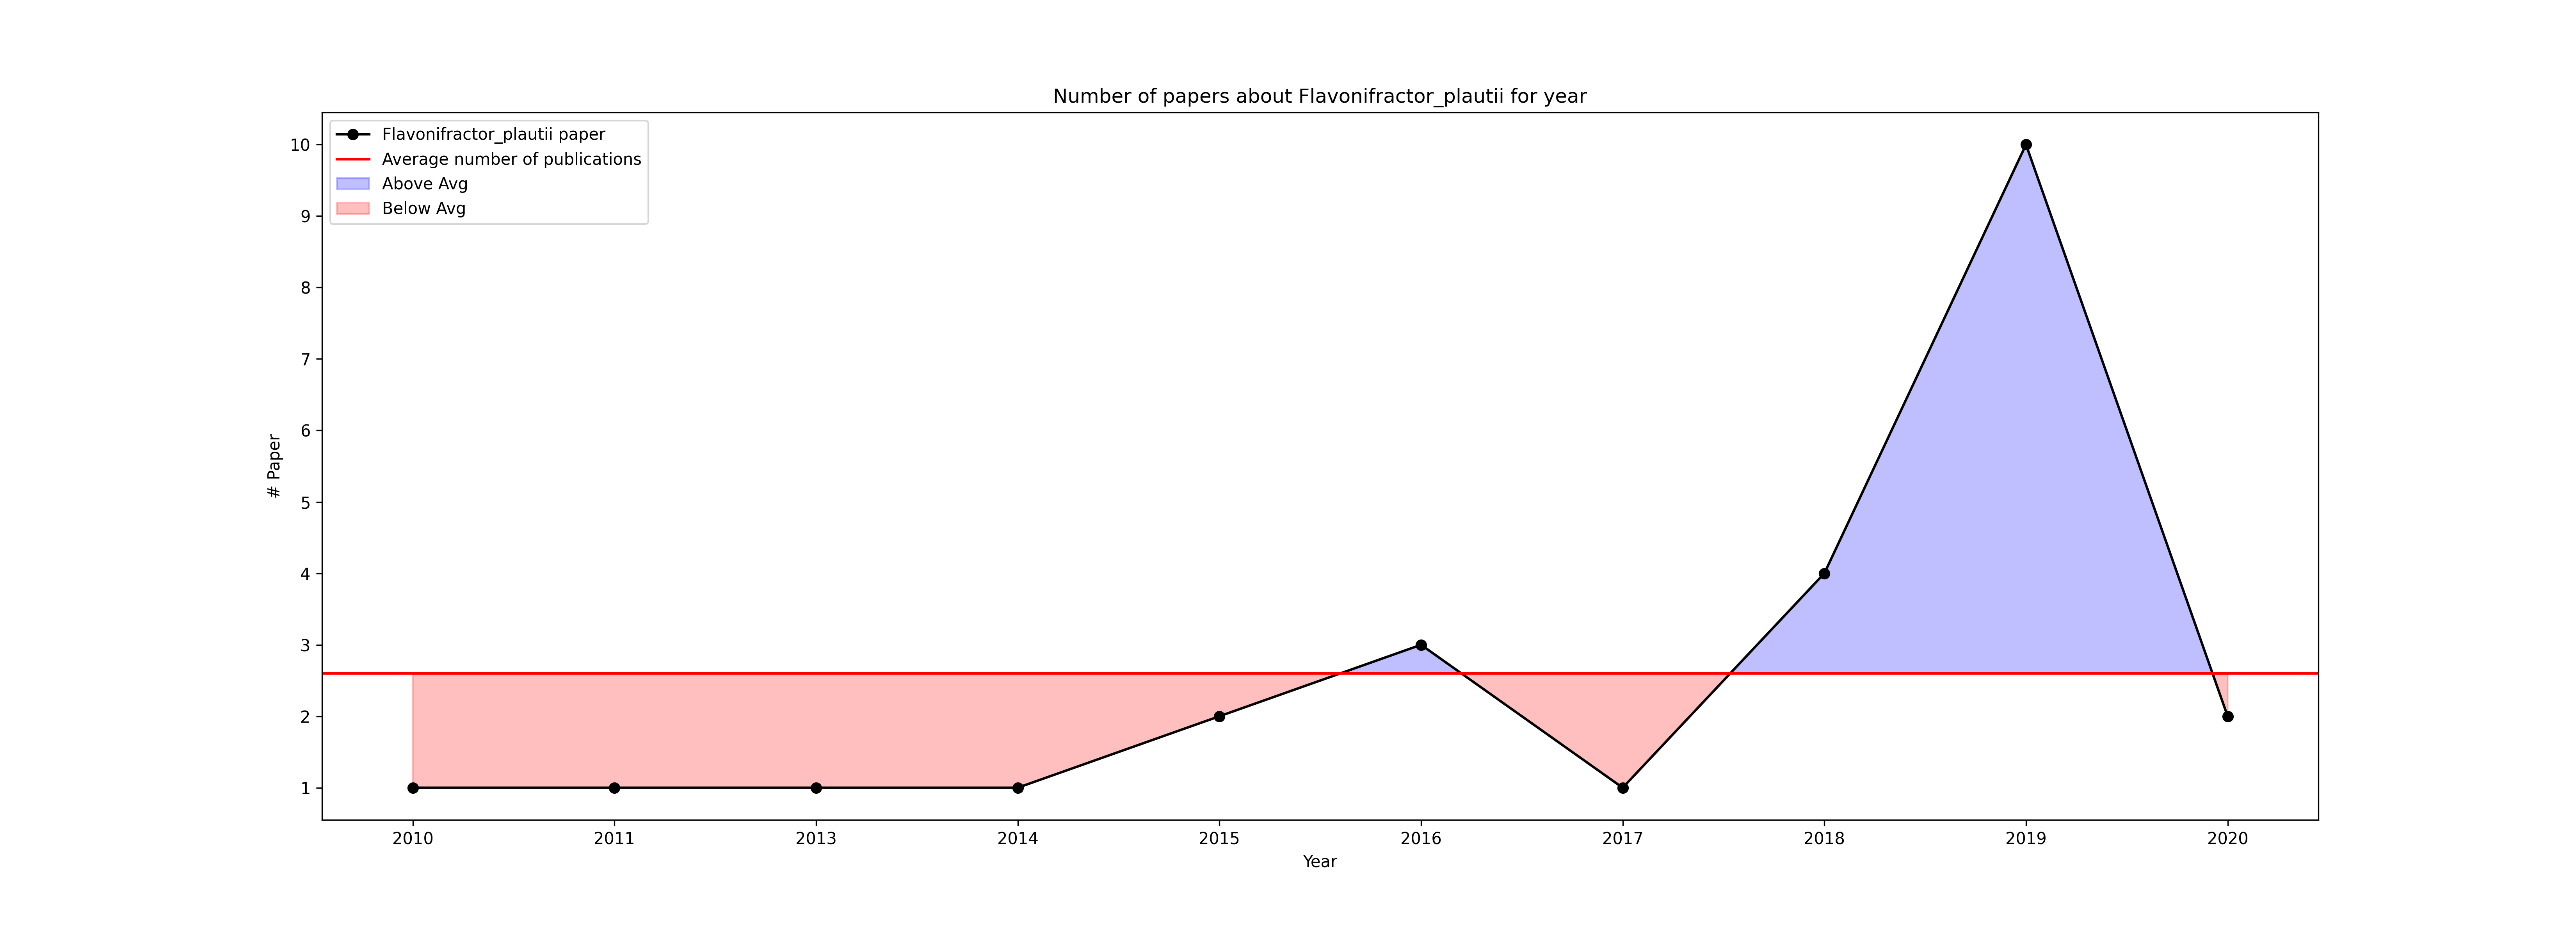 Number of papers about Flavonifractor_plautii for year
Flavonifractor_plautii paper
Average number of publications
Above Avg
Below Avg
10
9
8
7
6
5
4
3
2
1
# Paper
2010 2011 2013 2014 2015 2016 2017 2018 2019 2020
Year